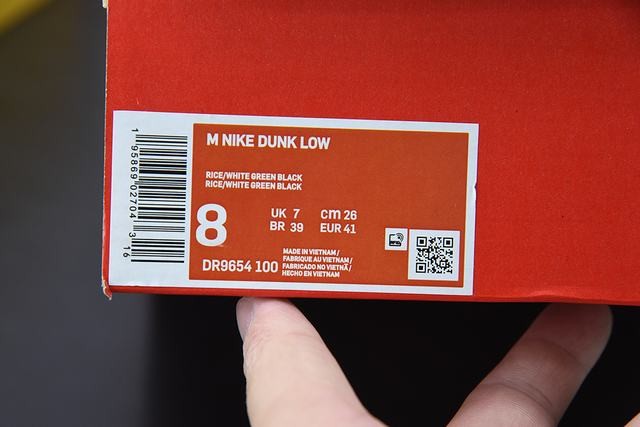 M NIKE DUNK LOW
RICE/WHITE GREEN BLACK
RICE/WHITE GREEN BLACK
8
UK 7 cm 26
BR 39 EUR 41
DR9654 100
MADE IN VIETNAM /
FABRIQUE AU VIETNAM /
FABRICADO NO VIETNÃ /
HECHO EN VIETNAM
1 95869 02704 3 16